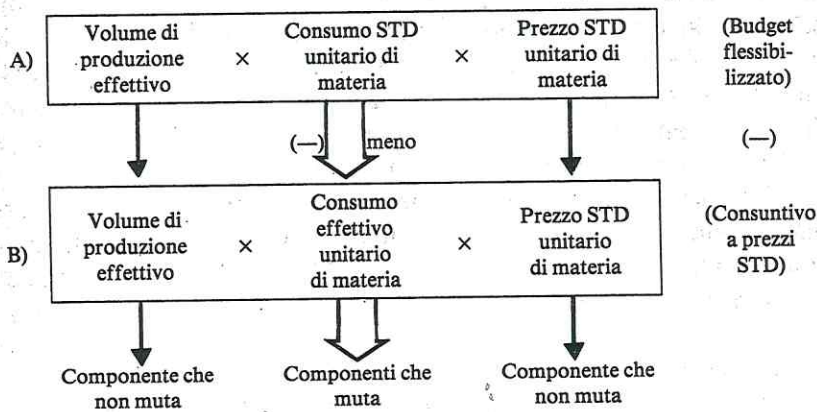 A)
Volume di
produzione
effettivo
×
Consumo STD
unitario di
materia
×
Prezzo STD
unitario di
materia
(Budget
flessibi-
lizzato)
(—) meno
(—)
B)
Volume di
produzione
effettivo
×
Consumo
effettivo
unitario
di materia
×
Prezzo STD
unitario
di materia
(Consuntivo
a prezzi
STD)
Componente che
non muta
Componenti che
muta
Componente che
non muta